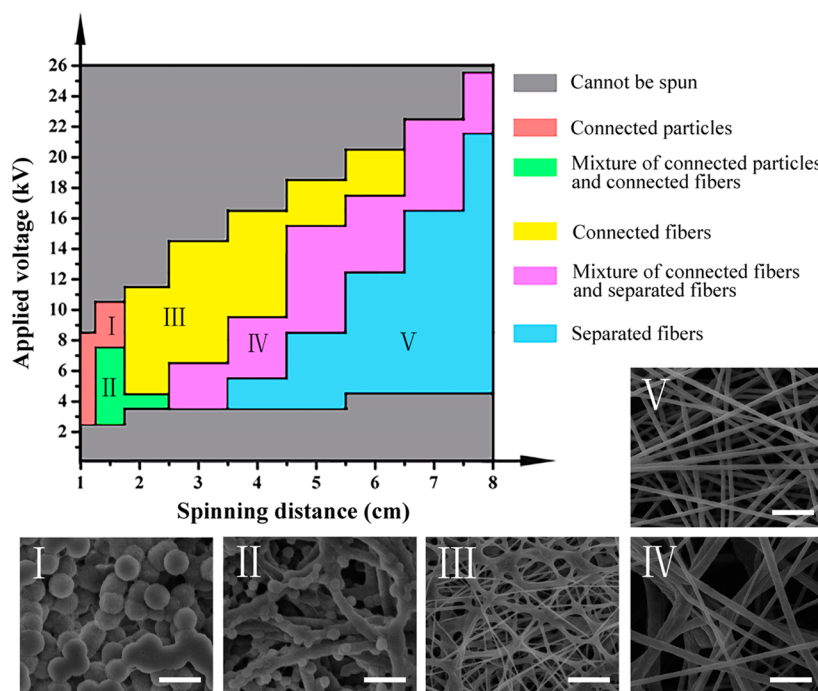 26
24
22
20
18
16
14
12
10
8
6
4
2
Applied voltage (kV)
1
2
3
4
5
6
7
8
Spinning distance (cm)
I
II
III
IV
V
Cannot be spun
Connected particles
Mixture of connected particles
and connected fibers
Connected fibers
Mixture of connected fibers
and separated fibers
Separated fibers
V
I
II
III
IV